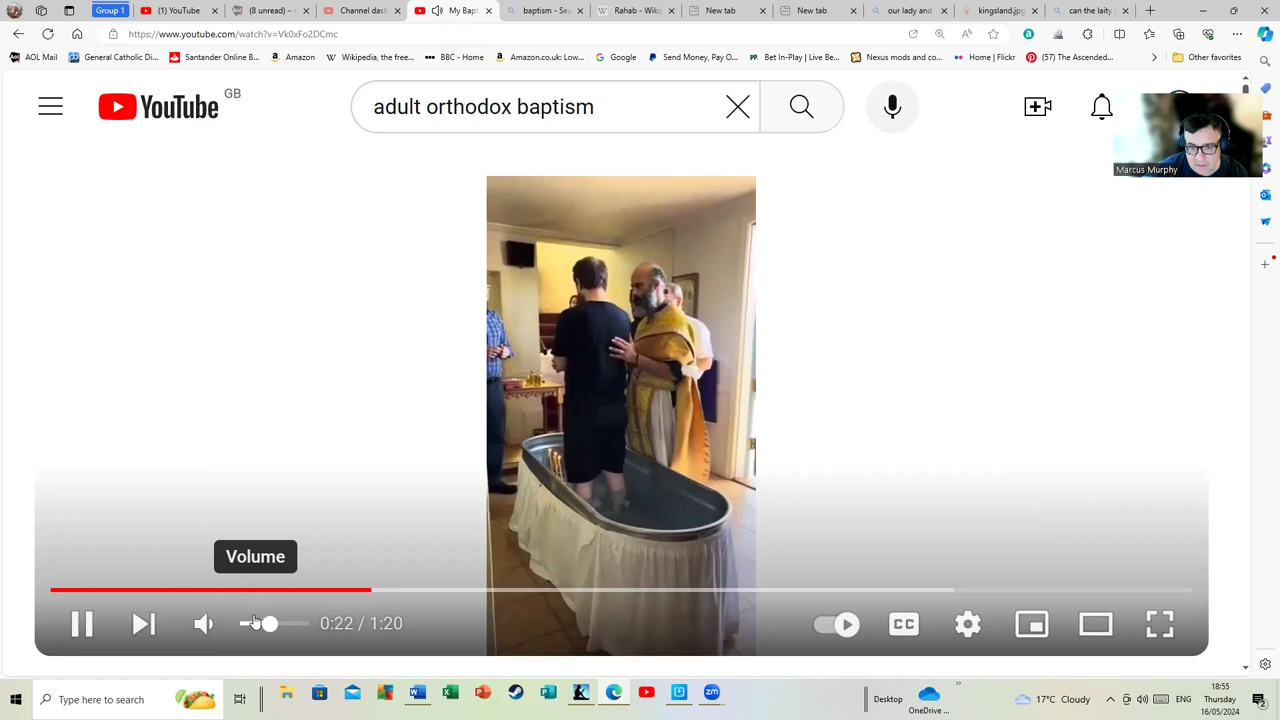 Group 1
(1) YouTube
(8 unread) –
Channel das
My Bapt
baptism - Sea
Rahab - Wiki
New tab
New tab
our lady and
kingsland.jpg
can the laity
https://www.youtube.com/watch?v=Vk0xFo2DCmc
AOL Mail
General Catholic Di...
Santander Online B...
Amazon
Wikipedia, the free...
BBC - Home
Amazon.co.uk: Low...
Google
Send Money, Pay O...
Bet In-Play | Live Be...
Nexus mods and co...
Home | Flickr
(57) The Ascended...
Other favorites
YouTube
GB
adult orthodox baptism
Marcus Murphy
Volume
0:22 / 1:20
CC
Type here to search
Desktop
OneDrive ...
17°C Cloudy
ENG
18:55
Thursday
16/05/2024
2